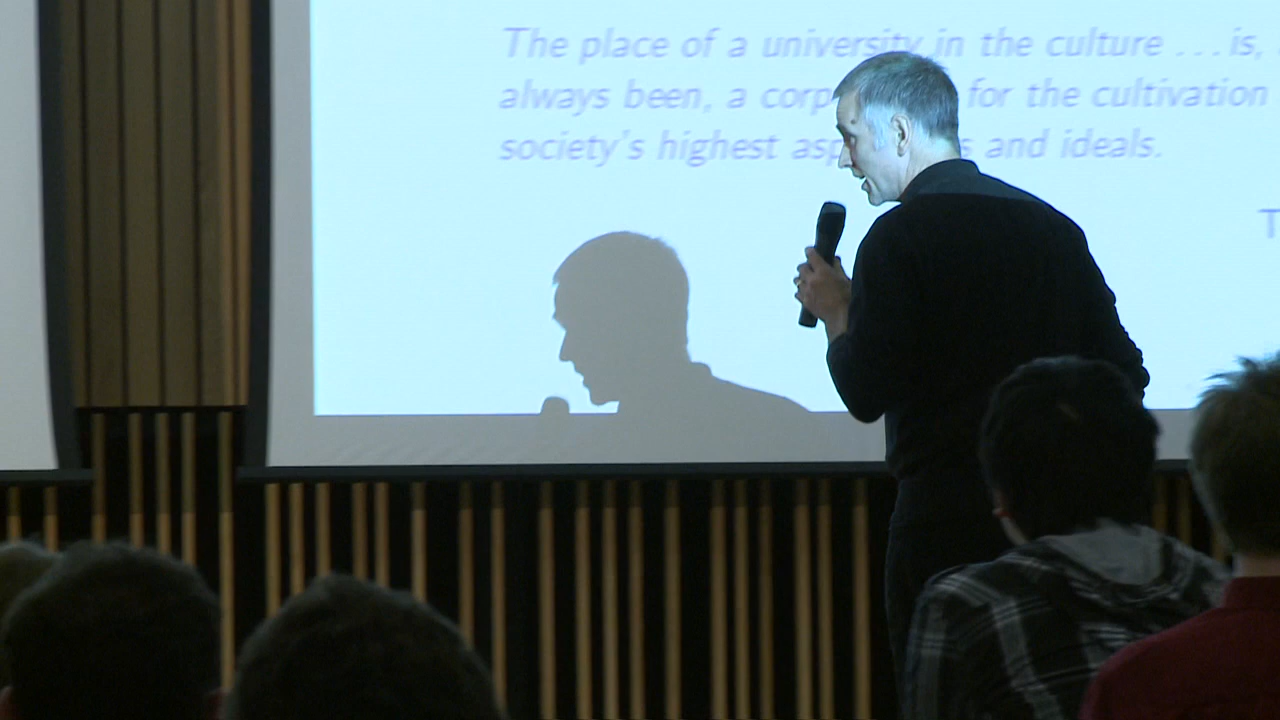 The place of a university in the culture ... is,
always been, a corp for the cultivation
society's highest asp s and ideals.
T